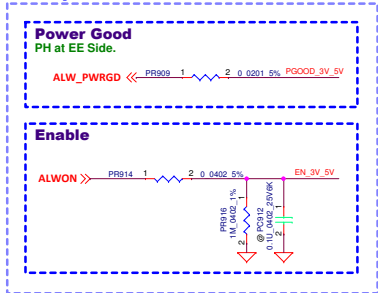 Power Good
PH at EE Side.
ALW_PWRGD PR909 1 2 0_0201_5% PGOOD_3V_5V
Enable
ALWON PR914 1 2 0_0402_5% EN_3V_5V
PR916
1M_0402_1%
1
2
@ PC912
0.1U_0402_25V6K
1
2